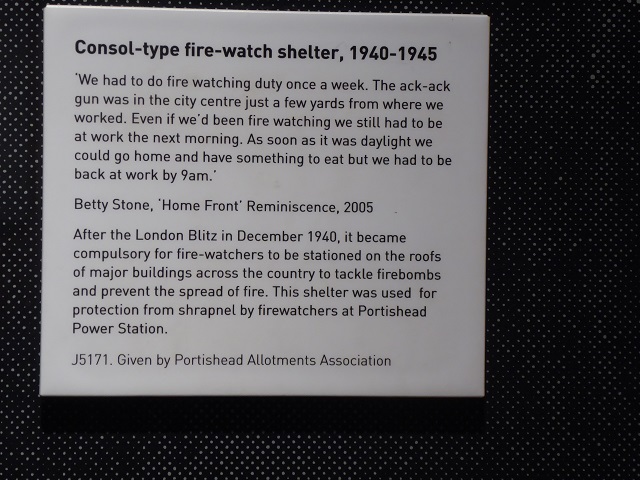 Consol-type fire-watch shelter, 1940-1945
'We had to do fire watching duty once a week. The ack-ack
gun was in the city centre just a few yards from where we
worked. Even if we'd been fire watching we still had to be
at work the next morning. As soon as it was daylight we
could go home and have something to eat but we had to be
back at work by 9am.'
Betty Stone, 'Home Front' Reminiscence, 2005
After the London Blitz in December 1940, it became
compulsory for fire-watchers to be stationed on the roofs
of major buildings across the country to tackle firebombs
and prevent the spread of fire. This shelter was used  for
protection from shrapnel by firewatchers at Portishead
Power Station.
J5171. Given by Portishead Allotments Association